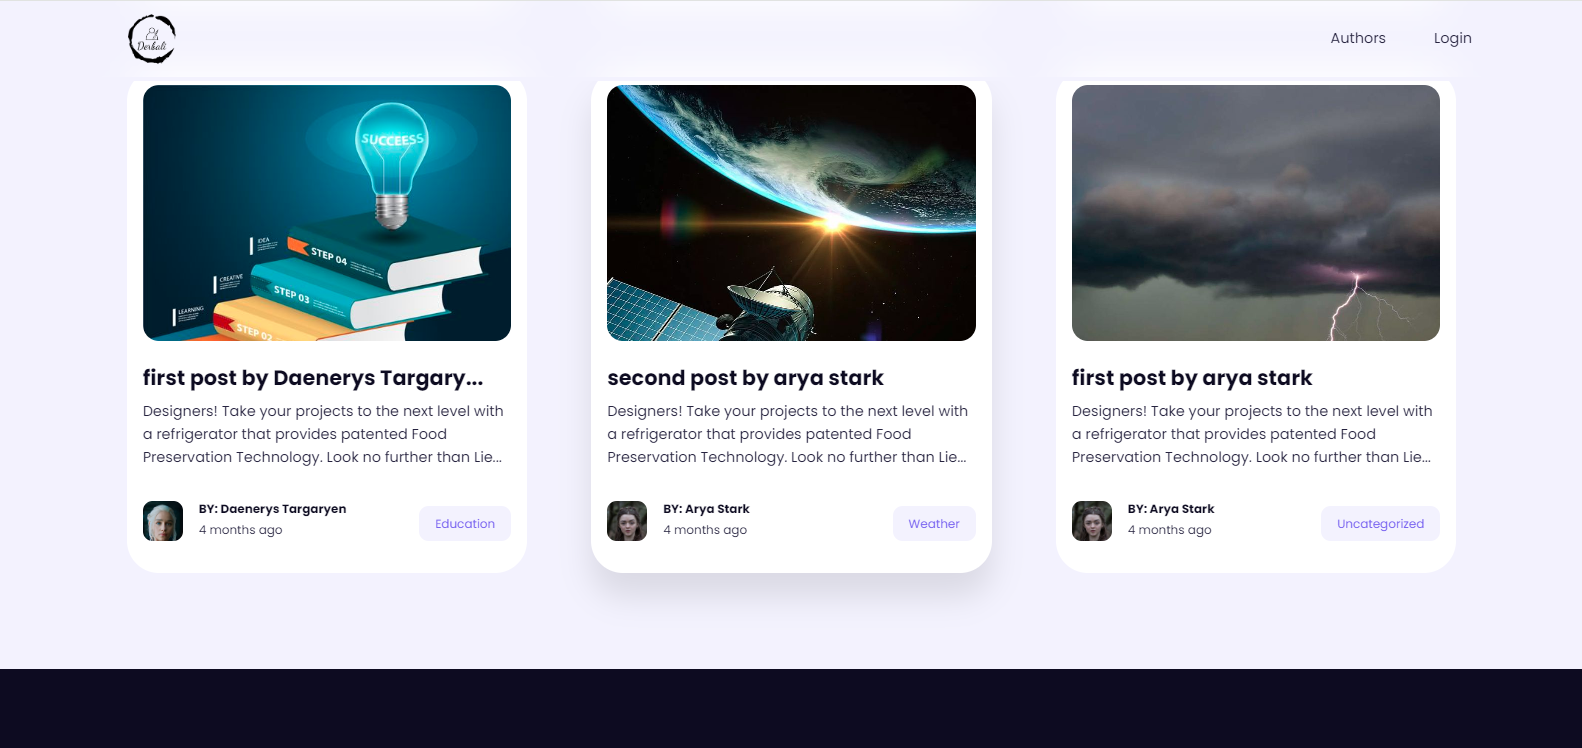 Derbali
Authors
Login
SUCCEESS
IDEA
STEP 04
CREATIVE
STEP 03
LEARNING
STEP 02
first post by Daenerys Targary...
Designers! Take your projects to the next level with
a refrigerator that provides patented Food
Preservation Technology. Look no further than Lie...
BY: Daenerys Targaryen
4 months ago
Education
second post by arya stark
Designers! Take your projects to the next level with
a refrigerator that provides patented Food
Preservation Technology. Look no further than Lie...
BY: Arya Stark
4 months ago
Weather
first post by arya stark
Designers! Take your projects to the next level with
a refrigerator that provides patented Food
Preservation Technology. Look no further than Lie...
BY: Arya Stark
4 months ago
Uncategorized